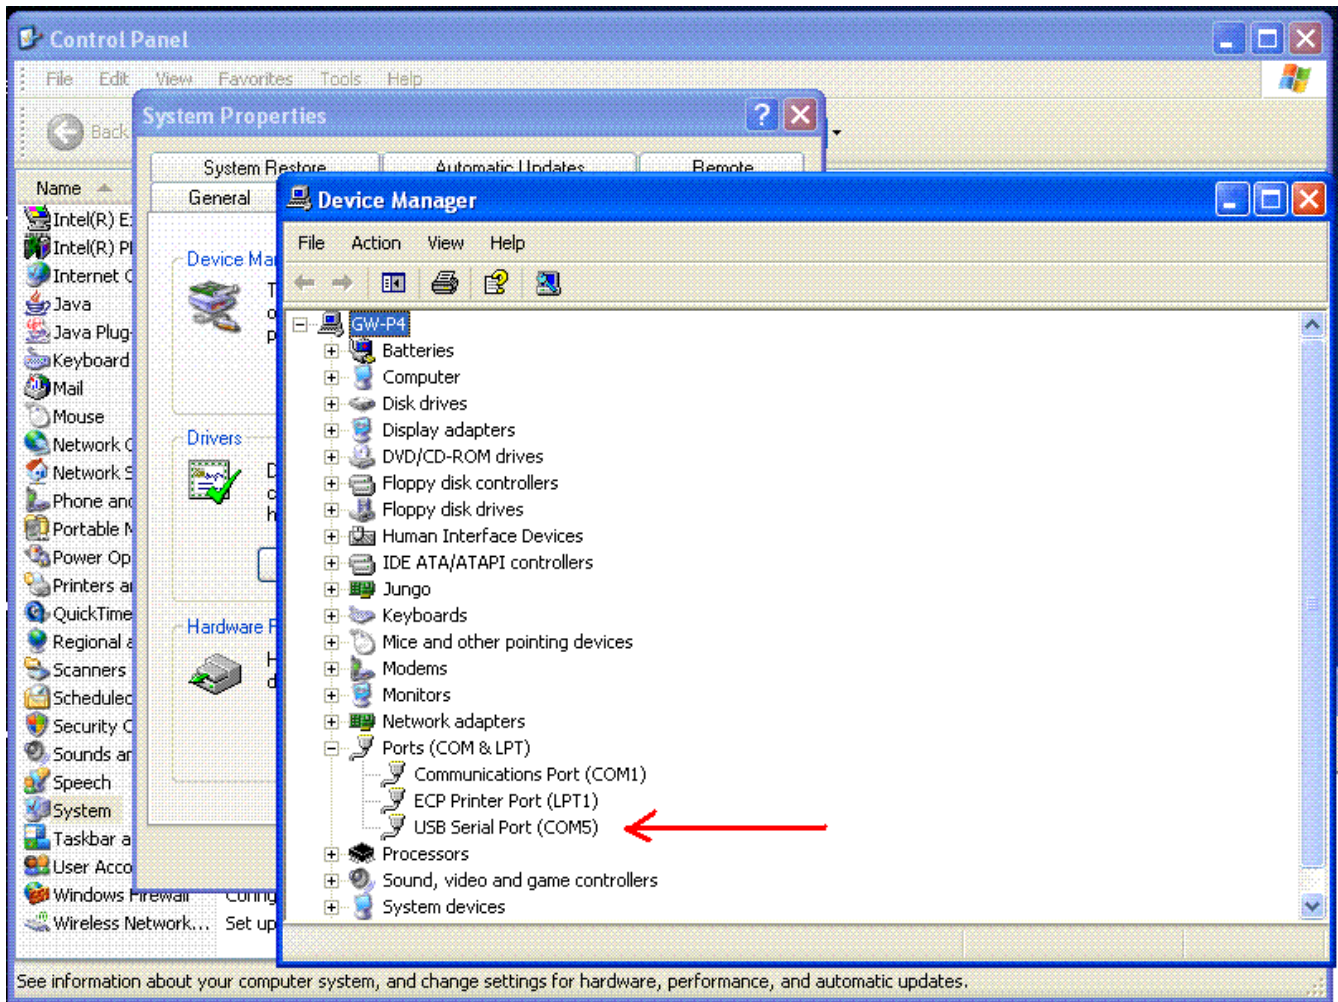 Control Panel
File Edit View Favorites Tools Help
Back
System Properties
System Restore Automatic Updates Remote
General
Name
Device Manager
File Action View Help
Intel(R)
Intel(R)
Internet
Java
Java Plug-
Keyboard
Mail
Mouse
Network
Network
Phone and
Portable
Power
Printers
QuickTime
Regional
Scanners
Scheduled
Security
Sounds
Speech
System
Taskbar
User
Windows Firewall
Wireless Network... Set up
Device
Drivers
Hardware
GW-P4
Batteries
Computer
Disk drives
Display adapters
DVD/CD-ROM drives
Floppy disk controllers
Floppy disk drives
Human Interface Devices
IDE ATA/ATAPI controllers
Jungo
Keyboards
Mice and other pointing devices
Modems
Monitors
Network adapters
Ports (COM & LPT)
Communications Port (COM1)
ECP Printer Port (LPT1)
USB Serial Port (COM5)
Processors
Sound, video and game controllers
System devices
See information about your computer system, and change settings for hardware, performance, and automatic updates.